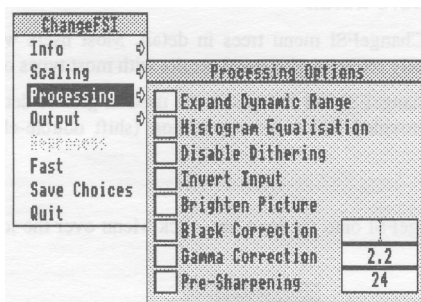 ChangeFSI
Info
Scaling
Processing
Output
Reprocess
Fast
Save Choices
Quit
Processing Options
Expand Dynamic Range
Histogram Equalisation
Disable Dithering
Invert Input
Brighten Picture
Black Correction
Gamma Correction 2.2
Pre-Sharpening 24